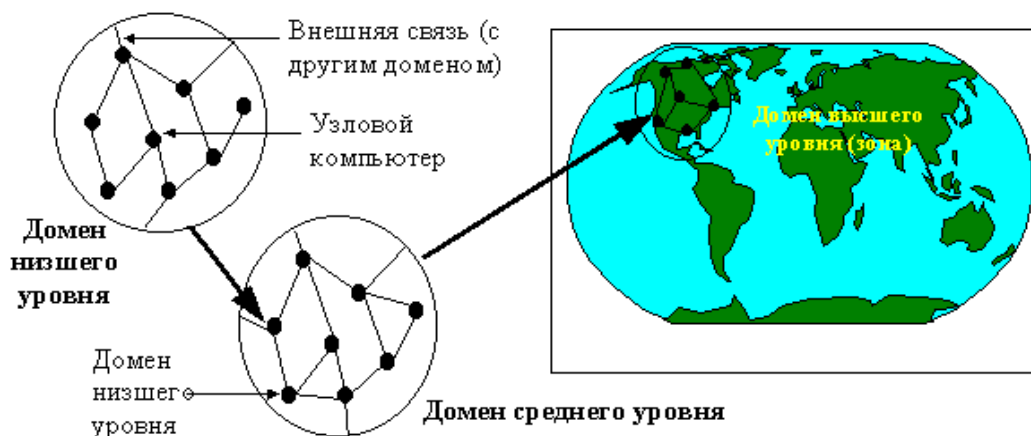 Внешняя связь (с
другим доменом)
Узловой
компьютер
Домен
низшего
уровня
Домен высшего
уровня (зона)
Домен
низшего
уровня
Домен среднего уровня